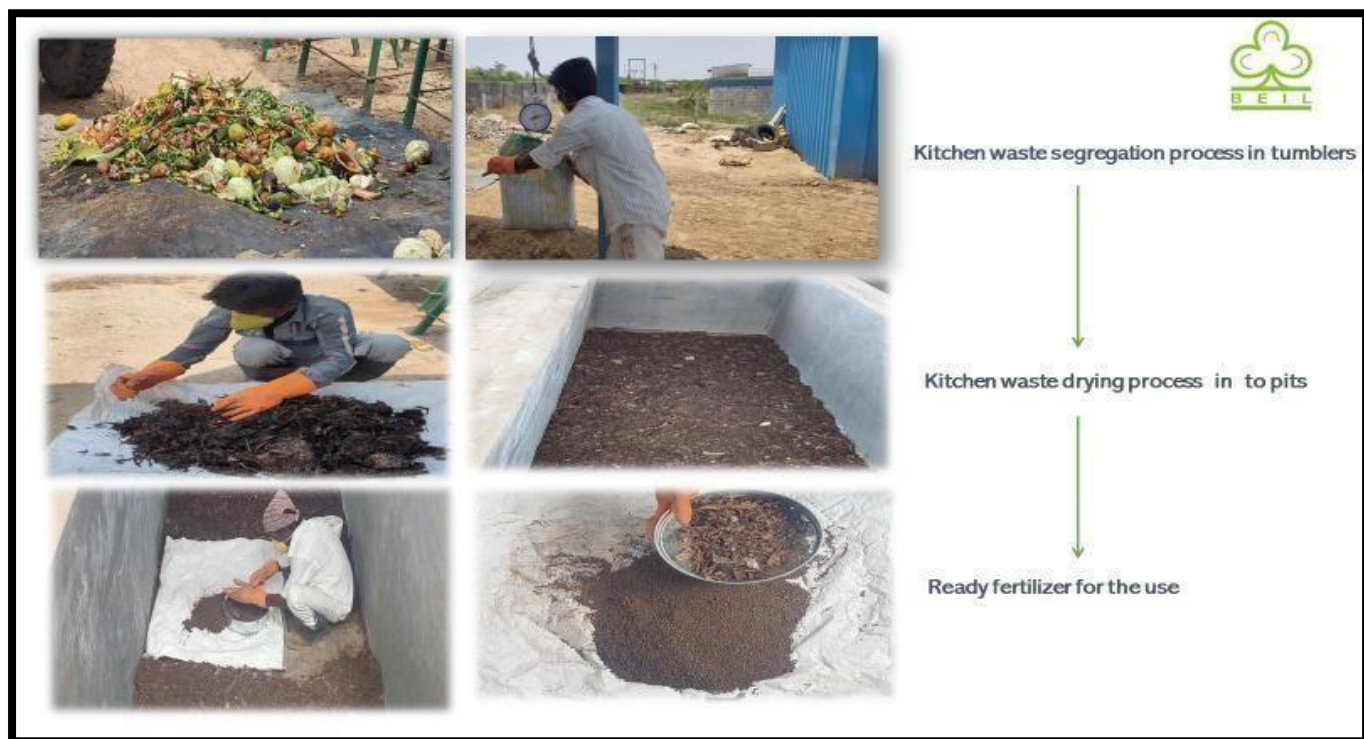 BEIL
Kitchen waste segregation process in tumblers
Kitchen waste drying process in to pits
Ready fertilizer for the use